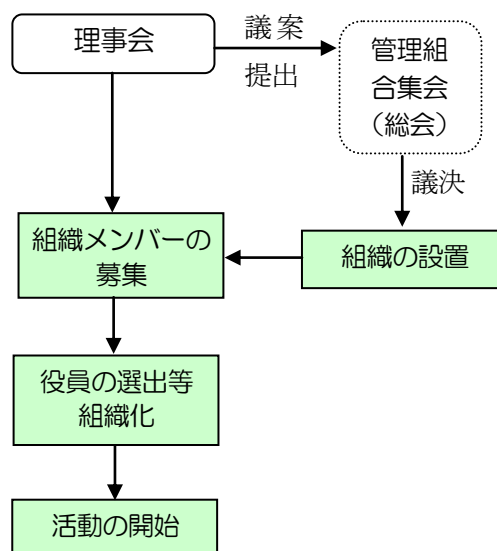 理事会
議案
提出
管理組
合集会
（総会）
議決
組織メンバーの
募集
組織の設置
役員の選出等
組織化
活動の開始